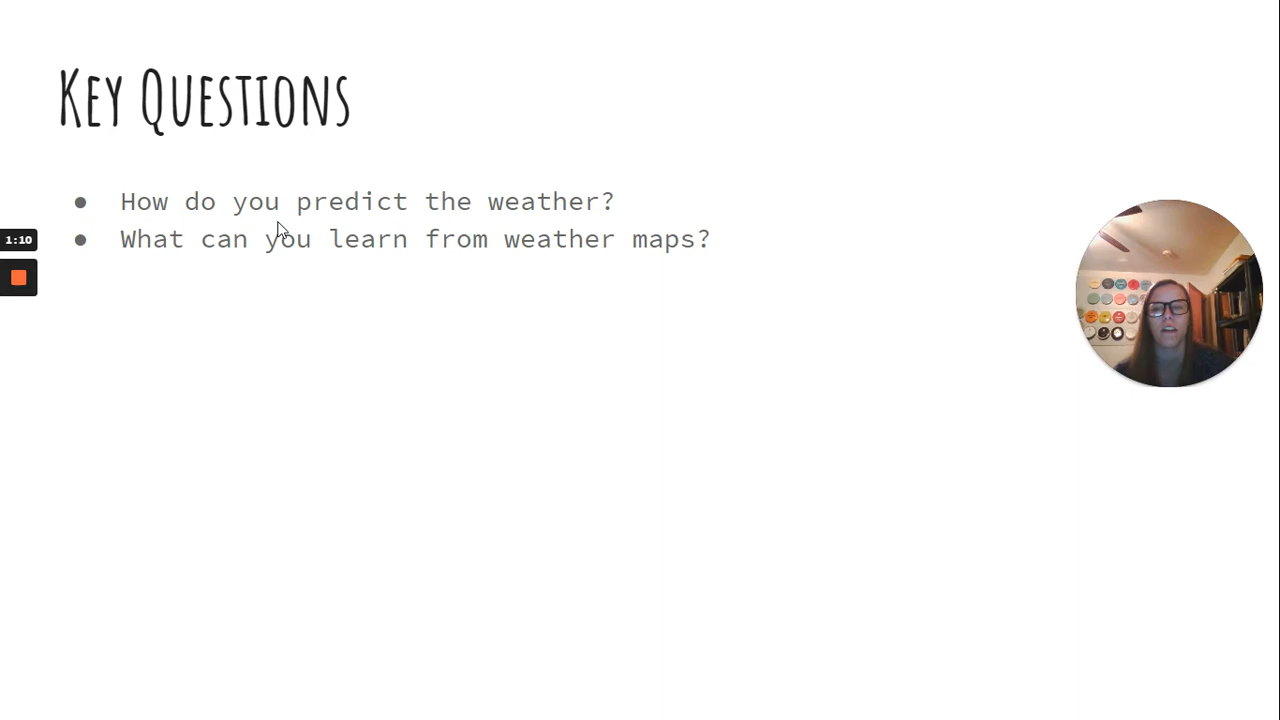 Key Questions
● How do you predict the weather?
● What can you learn from weather maps?
1:10